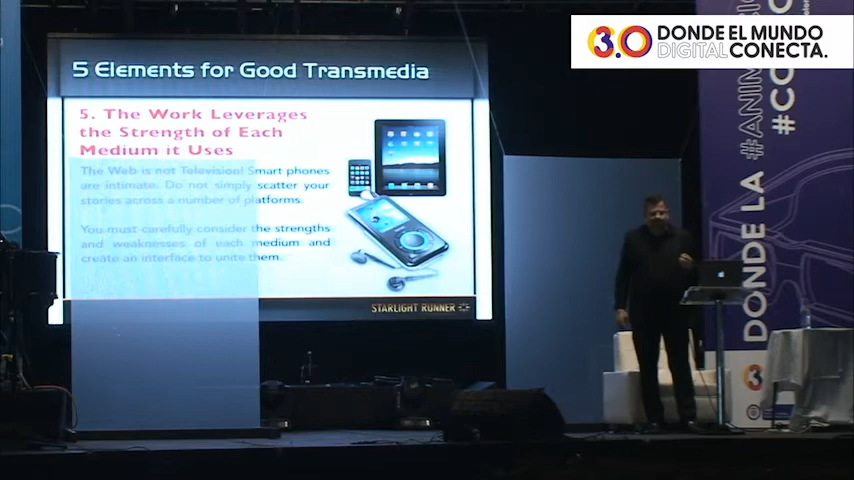 3.0 DONDE EL MUNDO
DIGITAL CONECTA.
5 Elements for Good Transmedia
5. The Work Leverages
the Strength of Each
Medium it Uses
The Web is not Television! Smart phones
are intimate. Do not simply scatter your
stories across a number of platforms.
You must carefully consider the strengths
and weaknesses of each medium and
create an interface to unite them.
STARLIGHT RUNNER
DONDE LA